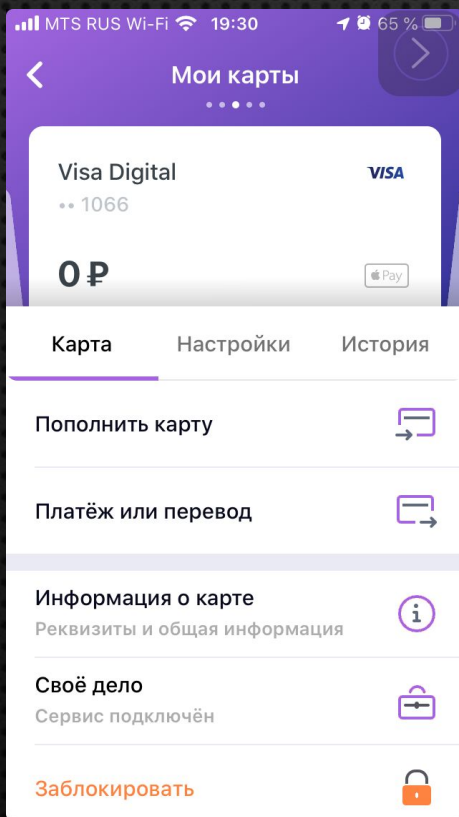 MTS RUS Wi-Fi 19:30 65 %
Мои карты
Visa Digital VISA
•• 1066
0 ₽ Pay
Карта Настройки История
Пополнить карту
Платёж или перевод
Информация о карте
Реквизиты и общая информация
Своё дело
Сервис подключён
Заблокировать